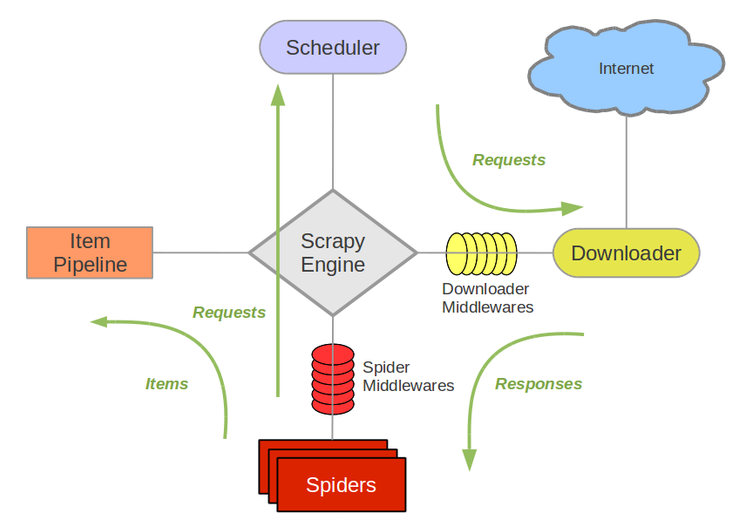 Scheduler
Internet
Requests
Item
Pipeline
Scrapy
Engine
Downloader
Downloader
Middlewares
Requests
Items
Spider
Middlewares
Responses
Spiders